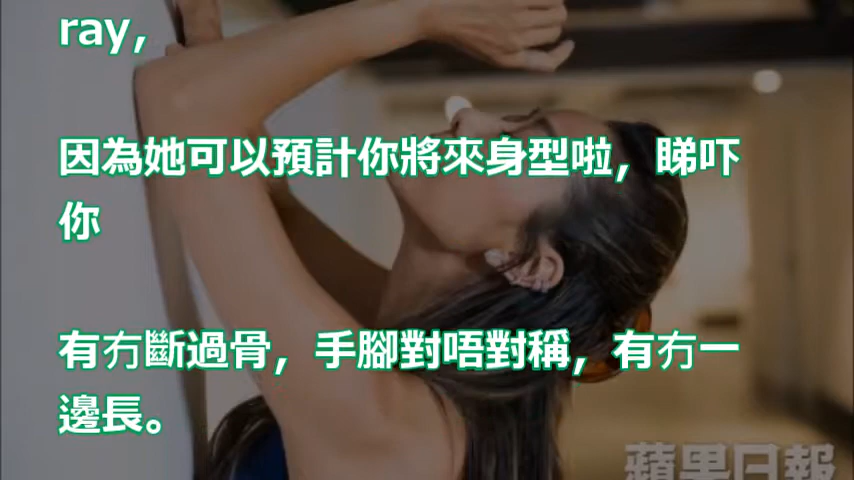 ray，
因為她可以預計你將來身型啦，睇吓
你
有冇斷過骨，手腳對唔對稱，有冇一
邊長。
蘋果日報